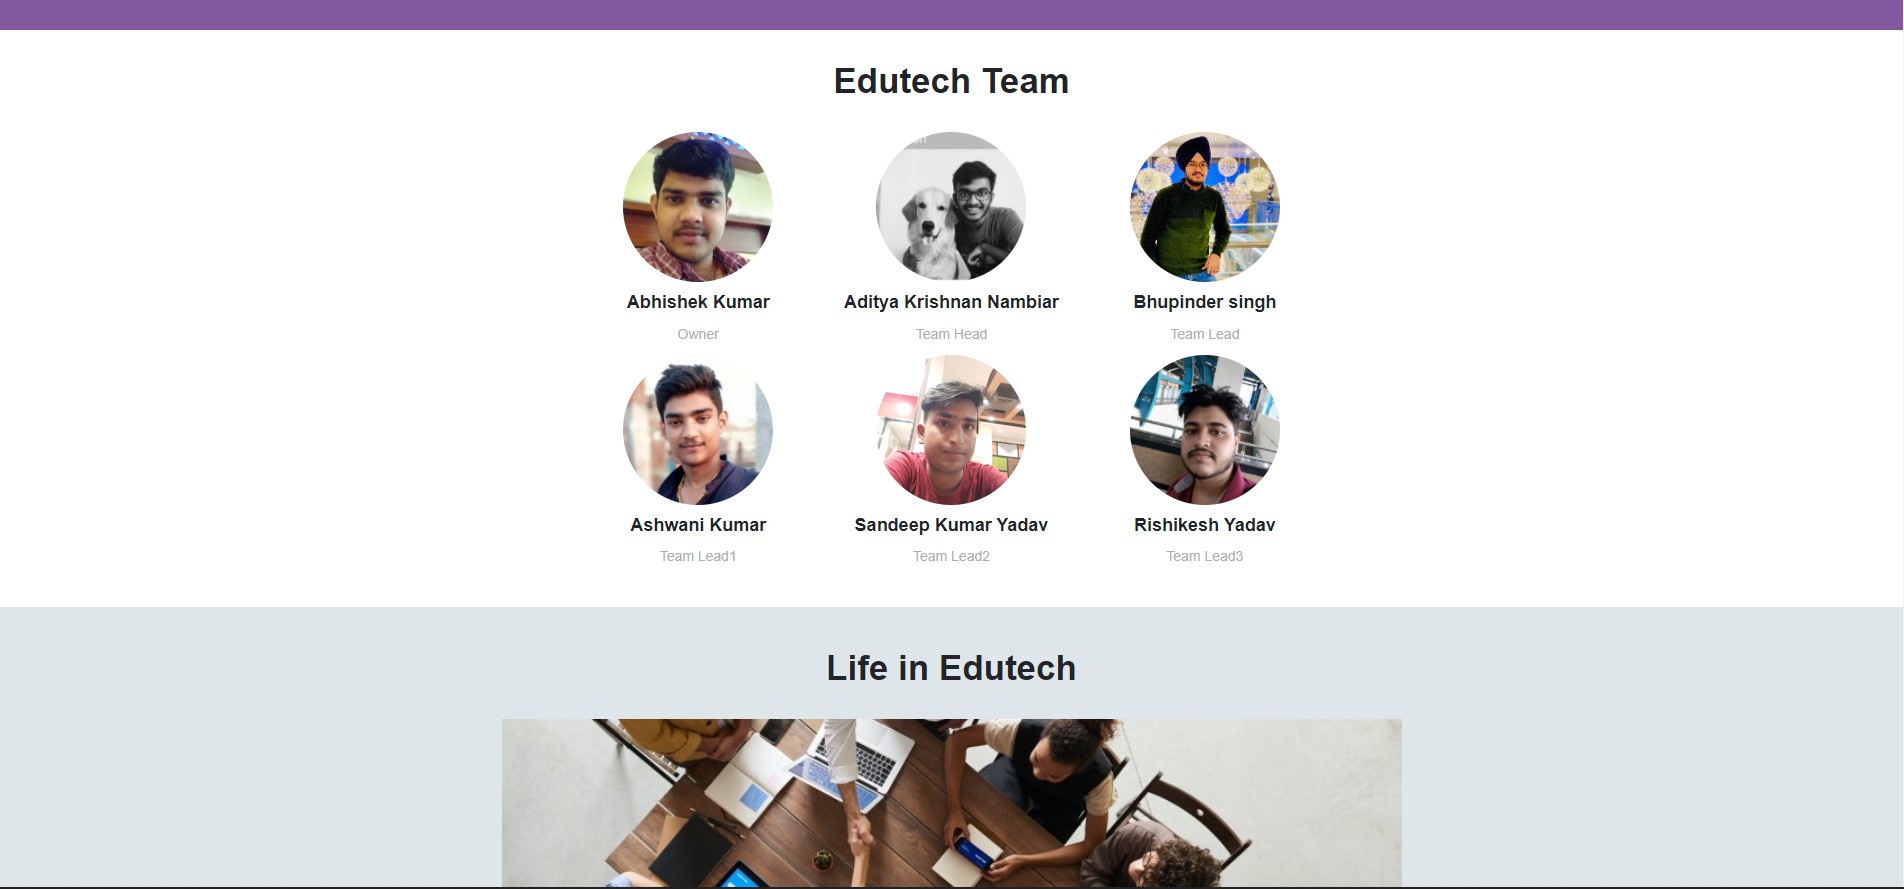 Edutech Team
Abhishek Kumar
Aditya Krishnan Nambiar
Bhupinder singh
Owner
Team Head
Team Lead
Ashwani Kumar
Sandeep Kumar Yadav
Rishikesh Yadav
Team Lead1
Team Lead2
Team Lead3
Life in Edutech